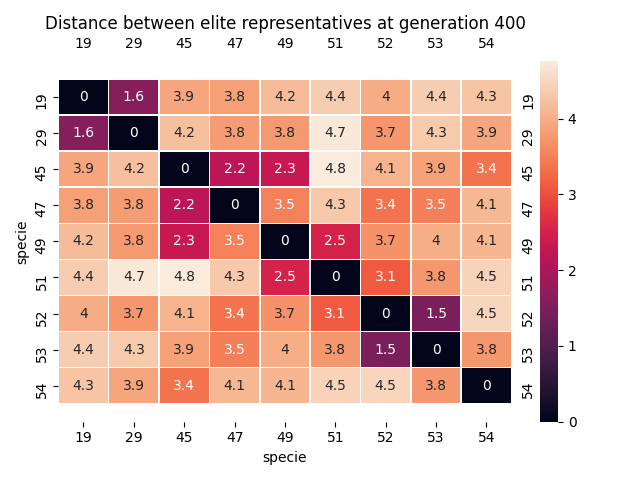 Distance between elite representatives at generation 400
19 29 45 47 49 51 52 53 54
19 0 1.6 3.9 3.8 4.2 4.4 4 4.4 4.3 19
29 1.6 0 4.2 3.8 3.8 4.7 3.7 4.3 3.9 29 4
45 3.9 4.2 0 2.2 2.3 4.8 4.1 3.9 3.4 45
47 3.8 3.8 2.2 0 3.5 4.3 3.4 3.5 4.1 47 3
specie
49 4.2 3.8 2.3 3.5 0 2.5 3.7 4 4.1 49
51 4.4 4.7 4.8 4.3 2.5 0 3.1 3.8 4.5 51 2
52 4 3.7 4.1 3.4 3.7 3.1 0 1.5 4.5 52
53 4.4 4.3 3.9 3.5 4 3.8 1.5 0 3.8 53 1
54 4.3 3.9 3.4 4.1 4.1 4.5 4.5 3.8 0 54
0
19 29 45 47 49 51 52 53 54
specie